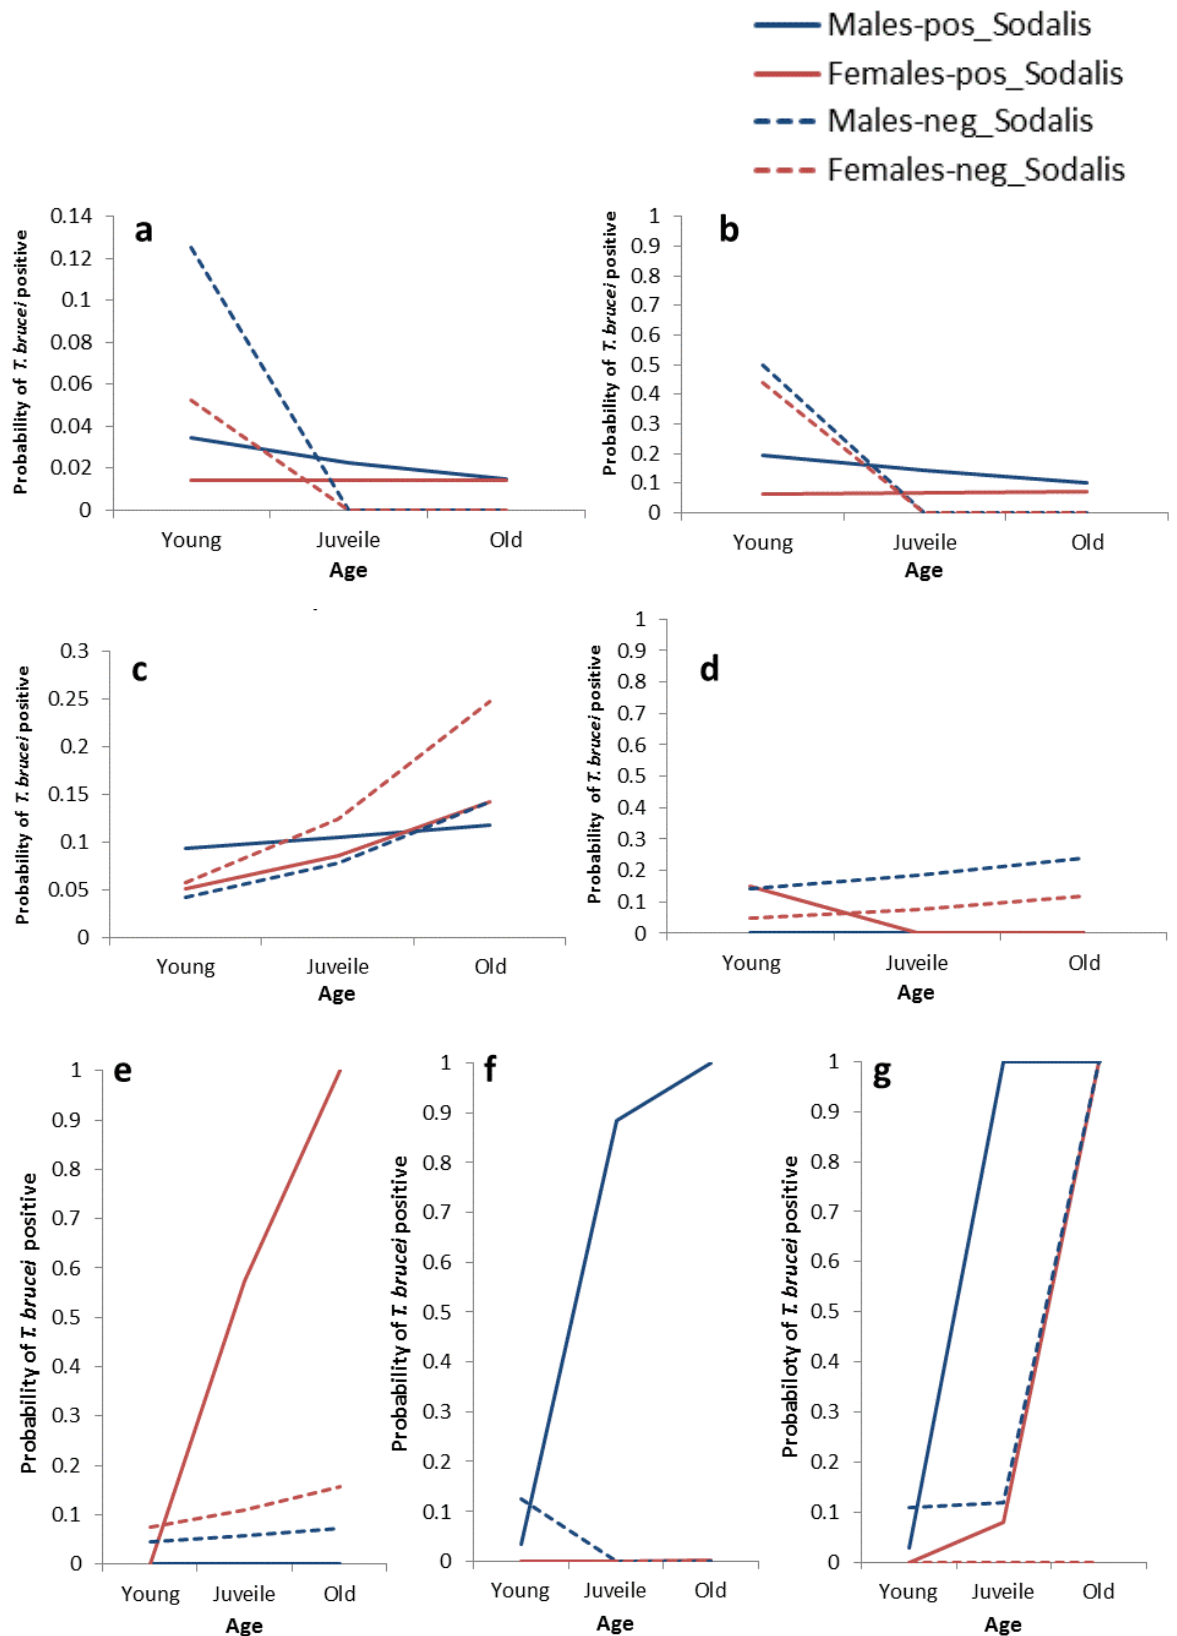 Males-pos_Sodalis
Females-pos_Sodalis
Males-neg_Sodalis
Females-neg_Sodalis
a
Probability of T. brucei positive
0.14
0.12
0.1
0.08
0.06
0.04
0.02
0
Young Juveile Old
Age
b
Probability of T. brucei positive
1
0.9
0.8
0.7
0.6
0.5
0.4
0.3
0.2
0.1
0
Young Juveile Old
Age
c
Probability of T. brucei positive
0.3
0.25
0.2
0.15
0.1
0.05
0
Young Juveile Old
Age
d
Probability of T. brucei positive
1
0.9
0.8
0.7
0.6
0.5
0.4
0.3
0.2
0.1
0
Young Juveile Old
Age
e
Probability of T. brucei positive
1
0.9
0.8
0.7
0.6
0.5
0.4
0.3
0.2
0.1
0
Young Juveile Old
Age
f
Probability of T. brucei positive
1
0.9
0.8
0.7
0.6
0.5
0.4
0.3
0.2
0.1
0
Young Juveile Old
Age
g
Probabiloty of T. brucei positive
1
0.9
0.8
0.7
0.6
0.5
0.4
0.3
0.2
0.1
0
Young Juveile Old
Age